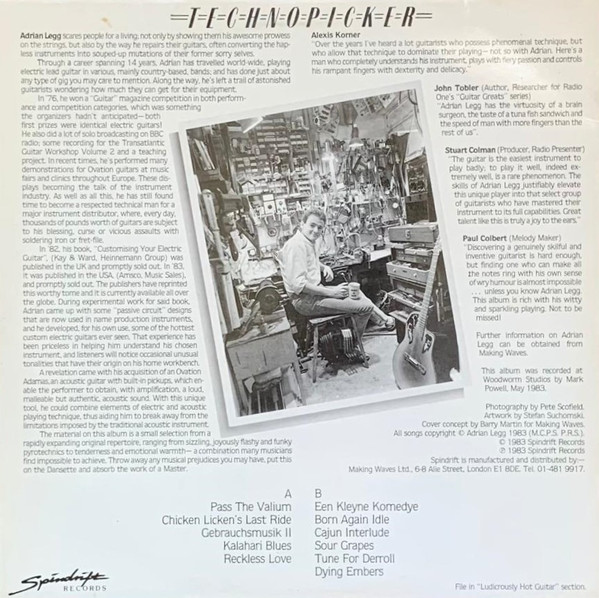 =T=E=C=H=N=O=P=I=C=K=E=R=
Adrian Legg scares people for a living; not only by showing them his awesome prowess
on the strings, but also by the way he repairs their guitars, often converting the hap-
less instruments into souped-up mutations of their former sorry selves.
Through a career spanning 14 years, Adrian has travelled world-wide, playing
electric lead guitar in various, mainly country-based, bands; and has done just about
any type of gig you may care to mention. Along the way, he's left a trail of astonished
guitarists wondering how much they can get for their equipment.
In '76, he won a "Guitar" magazine competition in both perform-
ance and competition categories, which was something
the organizers hadn't anticipated—both
first prizes were identical electric guitars!
He also did a lot of solo broadcasting on BBC
radio; some recording for the Transatlantic
Guitar Workshop Volume 2 and a teaching
project. In recent times, he's performed many
demonstrations for Ovation guitars at music
fairs and clinics throughout Europe. These dis-
plays becoming the talk of the instrument
industry. As well as all this, he has still found
time to become a respected technical man for a
major instrument distributor, where, every day,
thousands of pounds worth of guitars are subject
to his blessing, curse or vicious assaults with
soldering iron or fret-file.
In '82, his book, "Customising Your Electric
Guitar", (Kay & Ward, Heinnemann Group) was
published in the UK and promptly sold out. In '83,
it was published in the USA, (Amsco, Music Sales),
and promptly sold out. The publishers have reprinted
this worthy tome and it is currently available all over
the globe. During experimental work for said book,
Adrian came up with some "passive circuit" designs
that are now used in name production instruments,
and he developed, for his own use, some of the hottest
custom electric guitars ever seen. That experience has
been priceless in helping him understand his chosen
instrument, and listeners will notice occasional unusual
tonalities that have their origin on his home workbench.
A revelation came with his acquisition of an Ovation
Adamas,an acoustic guitar with built-in pickups, which en-
able the performer to obtain, with amplification, a loud,
malleable but authentic, acoustic sound. With this unique
tool, he could combine elements of electric and acoustic
playing technique, thus aiding him to break away from the
limitations imposed by the traditional acoustic instrument.
The material on this album is a small selection from a
rapidly expanding original repertoire, ranging from sizzling, joyously flashy and funky
pyrotechnics to tenderness and emotional warmth— a combination many musicians
find impossible to achieve. Throw away any musical prejudices you may have, put this
on the Dansette and absorb the work of a Master.
Alexis Korner
"Over the years I've heard a lot guitarists who possess phenomenal technique, but
who allow that technique to dominate their playing— not so with Adrian. Here's a
man who completely understands his instrument, plays with fiery passion and controls
his rampant fingers with dexterity and delicacy."
John Tobler (Author, Researcher for Radio
One's "Guitar Greats" series)
"Adrian Legg has the virtuosity of a brain
surgeon, the taste of a tuna fish sandwich and
the speed of man with more fingers than the
rest of us".
Stuart Colman (Producer, Radio Presenter)
"The guitar is the easiest instrument to
play badly; to play it well, indeed ex-
tremely well, is a rare phenomenon. The
skills of Adrian Legg justifiably elevate
this unique player into that select group
of guitarists who have mastered their
instrument to its full capabilities. Great
talent like this is truly a joy to the ears."
Paul Colbert (Melody Maker)
"Discovering a genuinely skilful and
inventive guitarist is hard enough,
but finding one who can make all
the notes ring with his own sense
of wry humour is almost impossible
. . . unless you know Adrian Legg.
This album is rich with his witty
and sparkling playing. Not to be
missed!
Further information on Adrian
Legg can be obtained from
Making Waves.
This album was recorded at
Woodworm Studios by Mark
Powell, May 1983.
Photography by Pete Scofield.
Artwork by Stefan Suchomski.
Cover concept by Barry Martin for Making Waves.
All songs copyright © Adrian Legg 1983 (M.C.P.S. P.R.S.).
© 1983 Spindrift Records
℗ 1983 Spindrift Records
Spindrift is manufactured and distributed by:—
Making Waves Ltd., 6-8 Alie Street, London E1 8DE. Tel. 01-481 9917.
A
Pass The Valium
Chicken Licken's Last Ride
Gebrauchsmusik II
Kalahari Blues
Reckless Love
B
Een Kleyne Komedye
Born Again Idle
Cajun Interlude
Sour Grapes
Tune For Derroll
Dying Embers
Spindrift
RECORDS
File in "Ludicrously Hot Guitar" section.